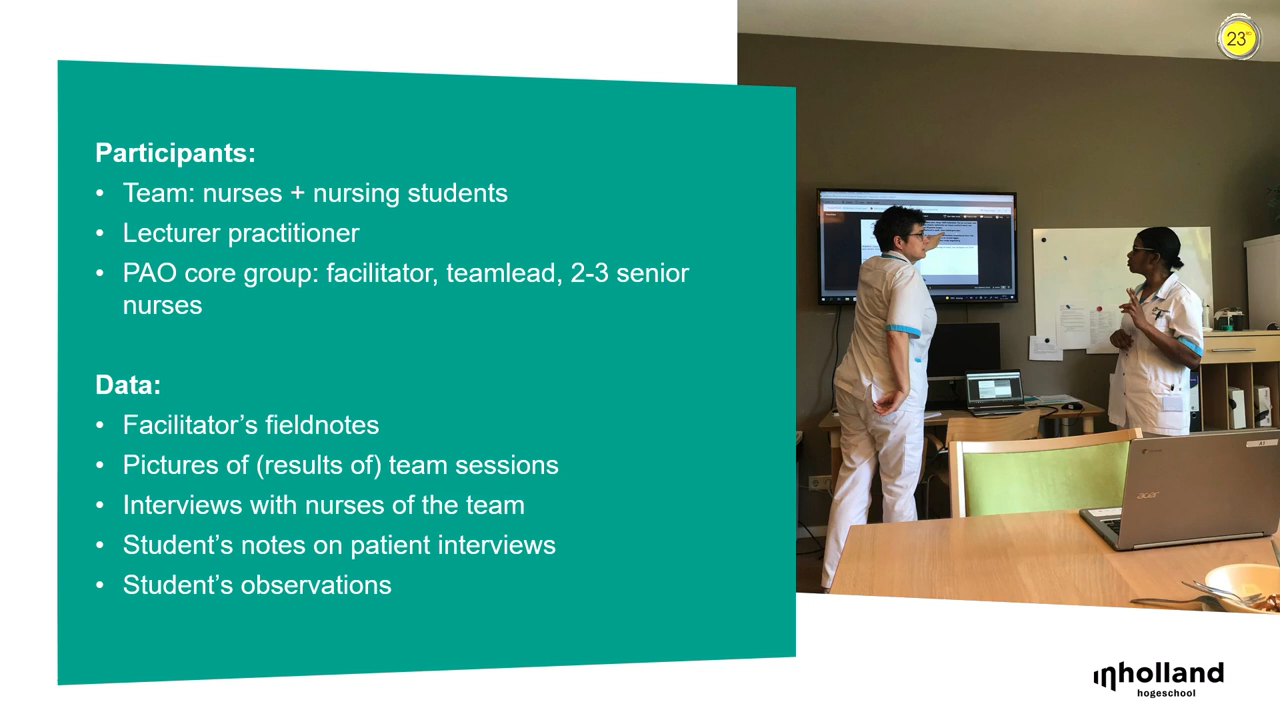 23
Participants:
• Team: nurses + nursing students
• Lecturer practitioner
• PAO core group: facilitator, teamlead, 2-3 senior
nurses
Data:
• Facilitator’s fieldnotes
• Pictures of (results of) team sessions
• Interviews with nurses of the team
• Student’s notes on patient interviews
• Student’s observations
acer
inholland
hogeschool